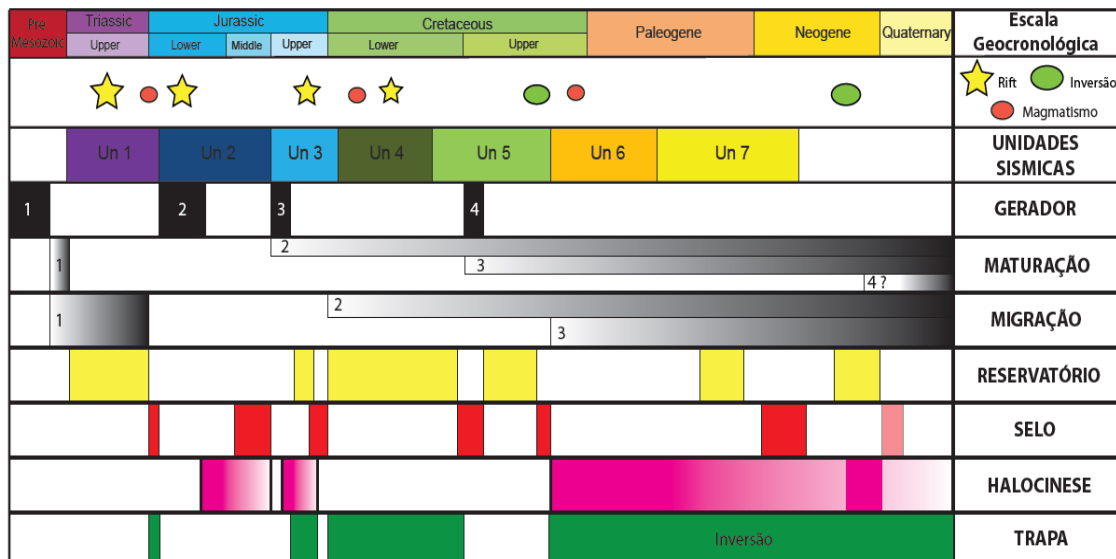 Pré
Mesozoic
Triassic
Jurassic
Cretaceous
Upper
Lower
Middle
Upper
Lower
Upper
Paleogene
Neogene
Quaternary
Escala
Geocronológica
Rift
Inversão
Magmatismo
Un 1
Un 2
Un 3
Un 4
Un 5
Un 6
Un 7
UNIDADES
SÍSMICAS
1
2
3
4
GERADOR
1
2
3
4 ?
MATURAÇÃO
1
2
3
MIGRAÇÃO
RESERVATÓRIO
SELO
HALOCINESE
Inversão
TRAPA